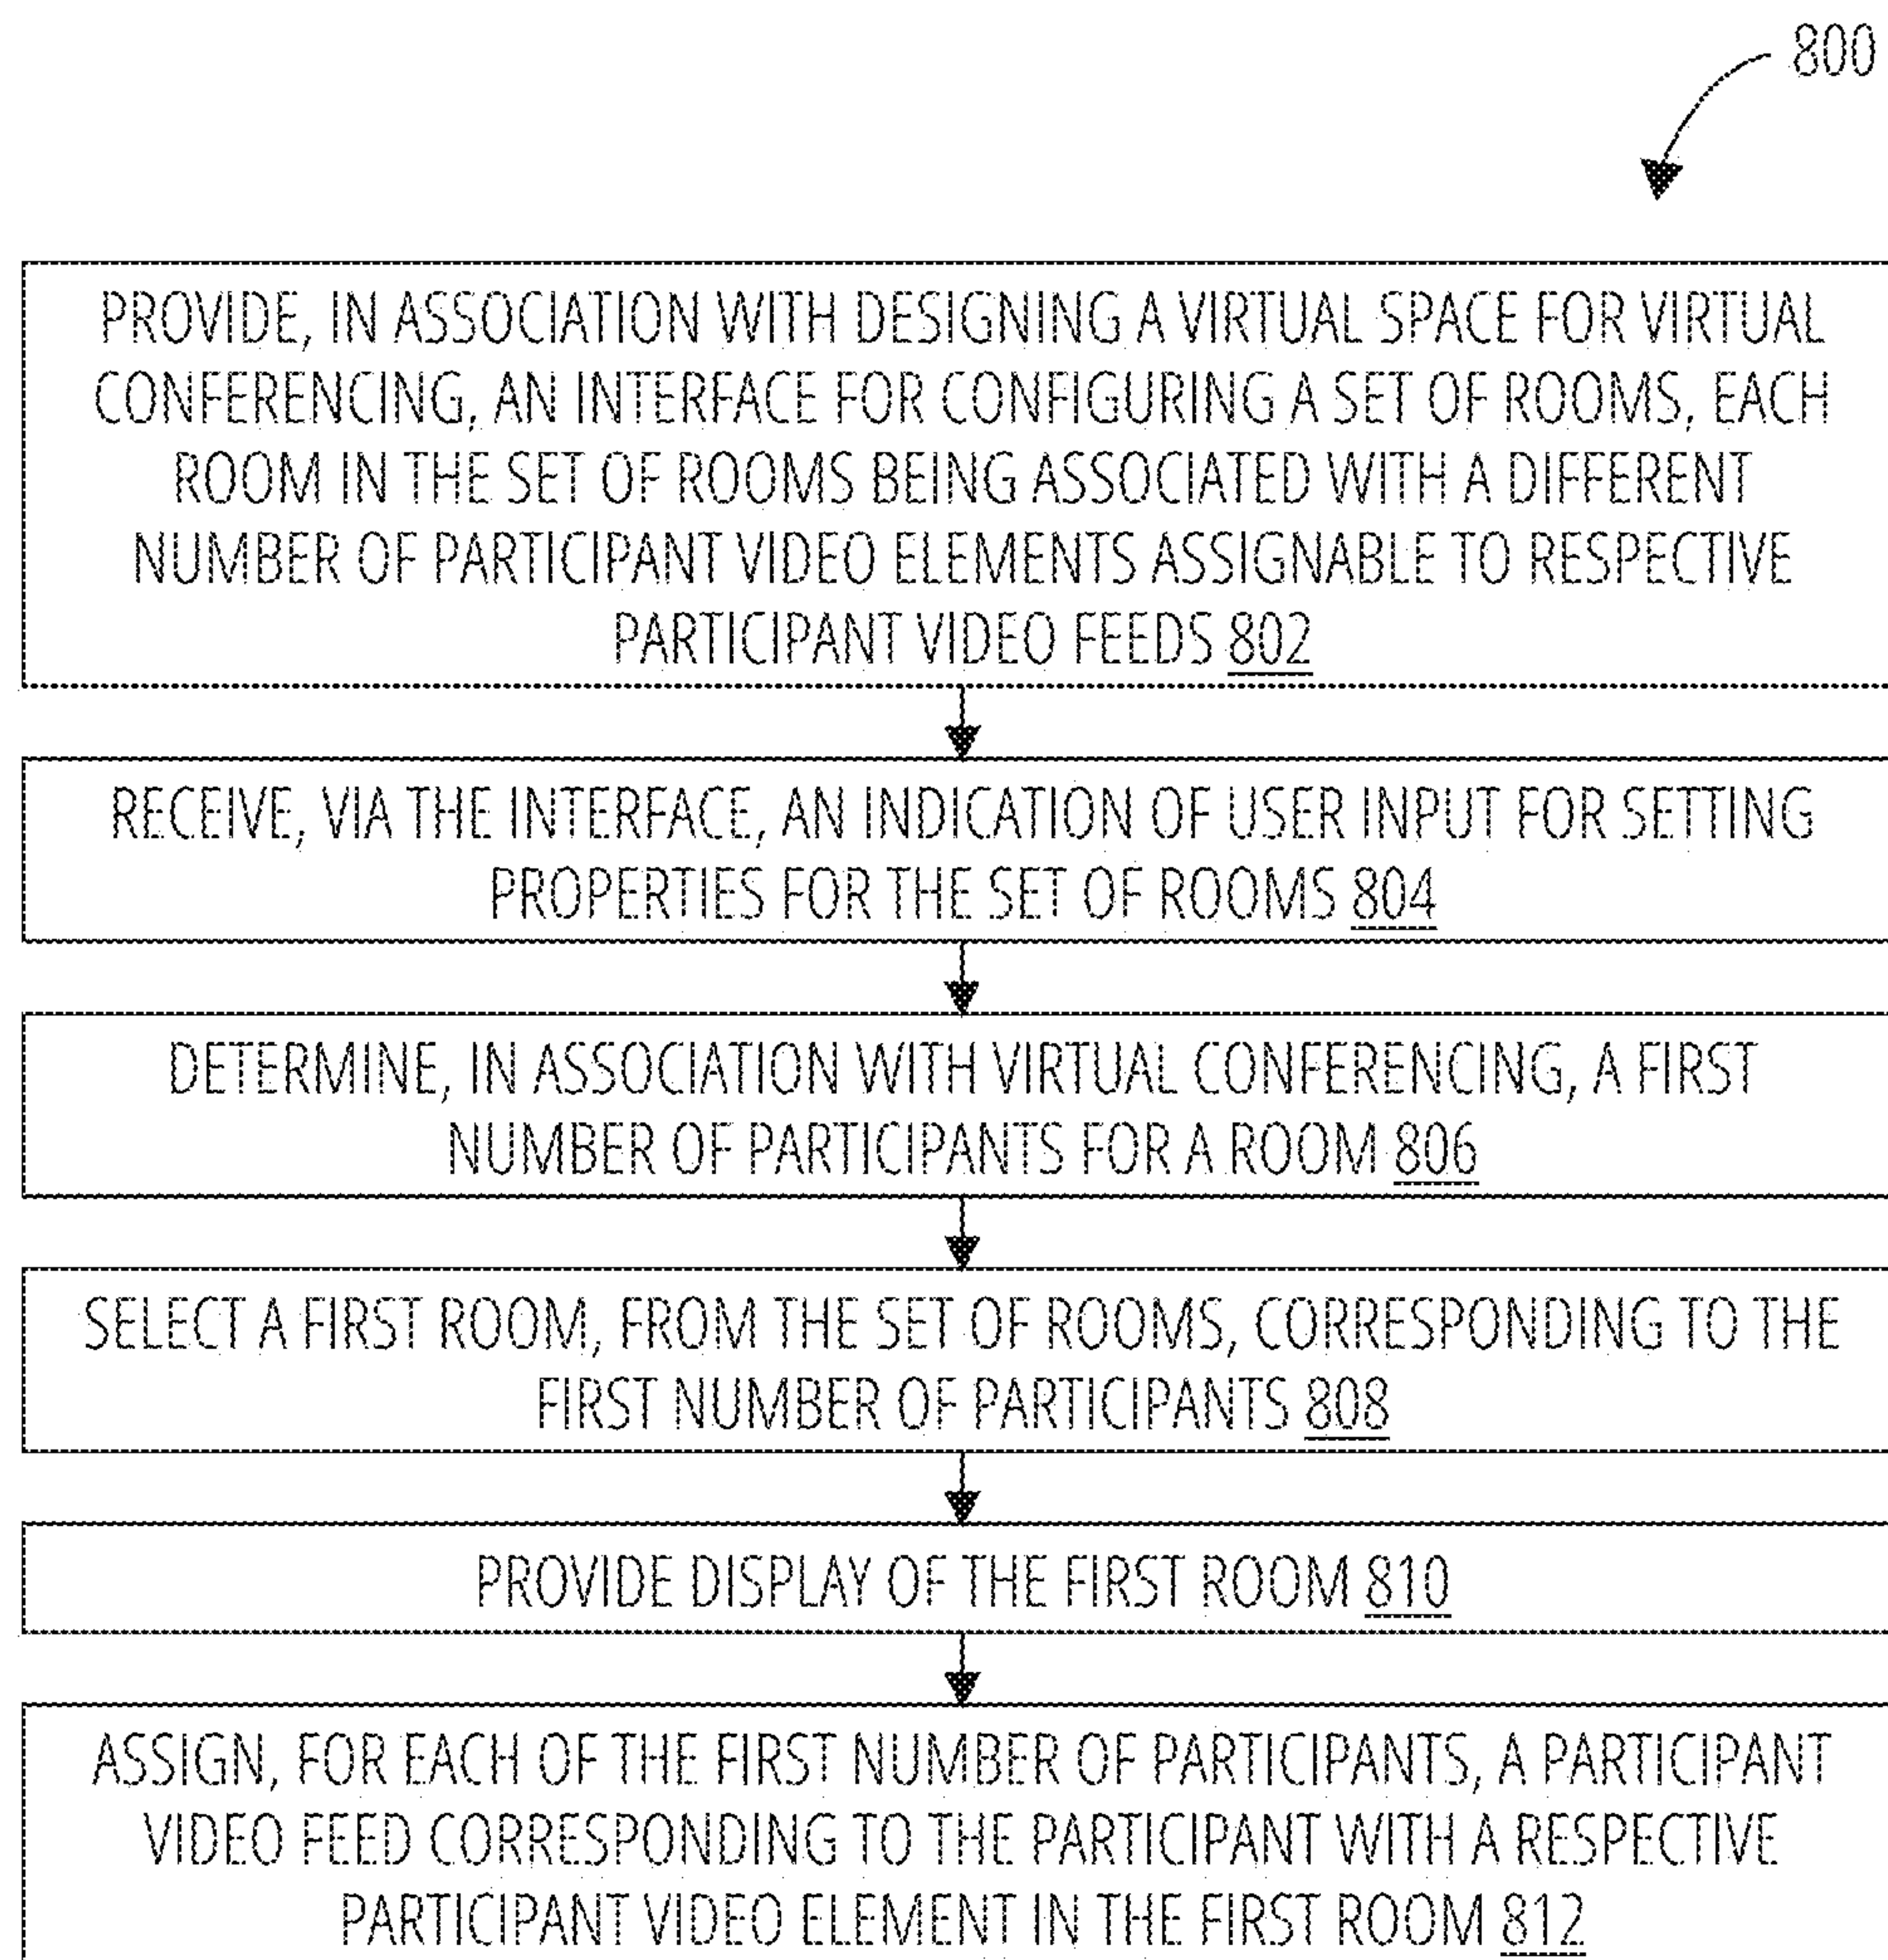 800
PROVIDE, IN ASSOCIATION WITH DESIGNING A VIRTUAL SPACE FOR VIRTUAL
CONFERENCING, AN INTERFACE FOR CONFIGURING A SET OF ROOMS, EACH
ROOM IN THE SET OF ROOMS BEING ASSOCIATED WITH A DIFFERENT
NUMBER OF PARTICIPANT VIDEO ELEMENTS ASSIGNABLE TO RESPECTIVE
PARTICIPANT VIDEO FEEDS 802
RECEIVE, VIA THE INTERFACE, AN INDICATION OF USER INPUT FOR SETTING
PROPERTIES FOR THE SET OF ROOMS 804
DETERMINE, IN ASSOCIATION WITH VIRTUAL CONFERENCING, A FIRST
NUMBER OF PARTICIPANTS FOR A ROOM 806
SELECT A FIRST ROOM, FROM THE SET OF ROOMS, CORRESPONDING TO THE
FIRST NUMBER OF PARTICIPANTS 808
PROVIDE DISPLAY OF THE FIRST ROOM 810
ASSIGN, FOR EACH OF THE FIRST NUMBER OF PARTICIPANTS, A PARTICIPANT
VIDEO FEED CORRESPONDING TO THE PARTICIPANT WITH A RESPECTIVE
PARTICIPANT VIDEO ELEMENT IN THE FIRST ROOM 812